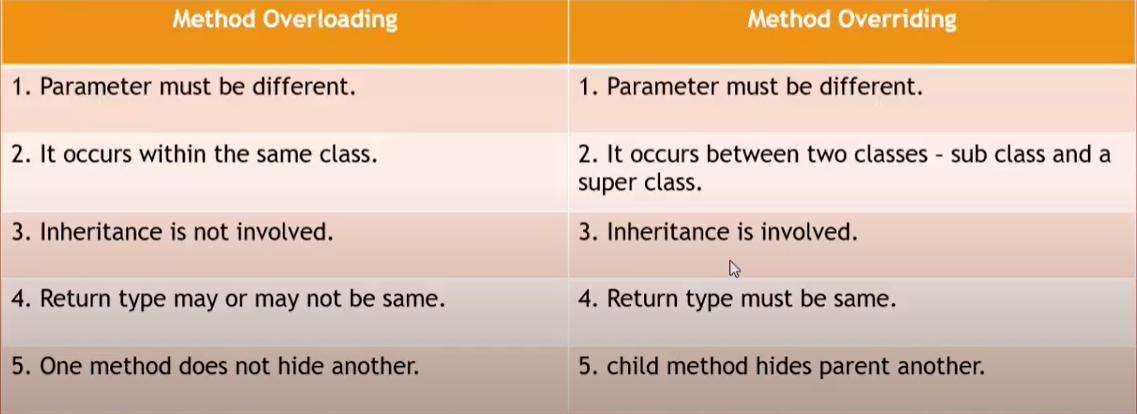 Method Overloading
Method Overriding
1. Parameter must be different.
1. Parameter must be different.
2. It occurs within the same class.
2. It occurs between two classes - sub class and a
super class.
3. Inheritance is not involved.
3. Inheritance is involved.
4. Return type may or may not be same.
4. Return type must be same.
5. One method does not hide another.
5. child method hides parent another.